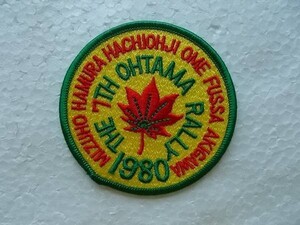 MIZUHO HAMURA HACHIOHJI OME FUSSA AKIGAWA
THE 7TH OHTAMA RALLY
1980